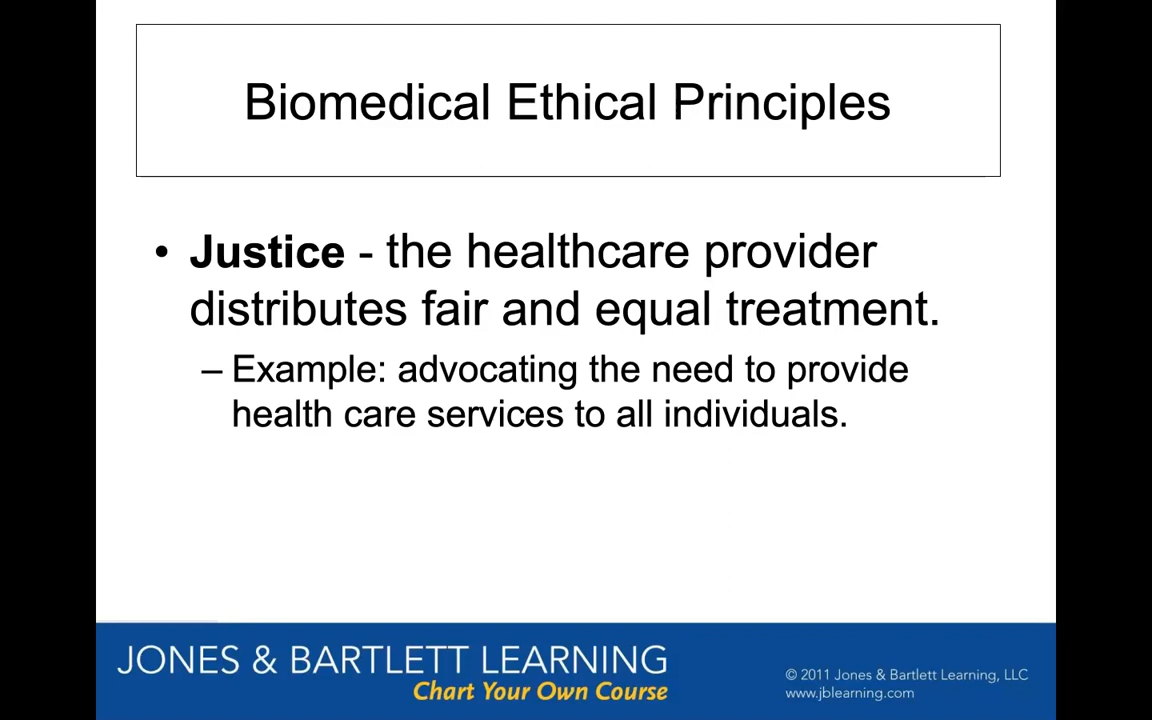 Biomedical Ethical Principles
• Justice - the healthcare provider
distributes fair and equal treatment.
– Example: advocating the need to provide
health care services to all individuals.
JONES & BARTLETT LEARNING
Chart Your Own Course
© 2011 Jones & Bartlett Learning, LLC
www.jblearning.com